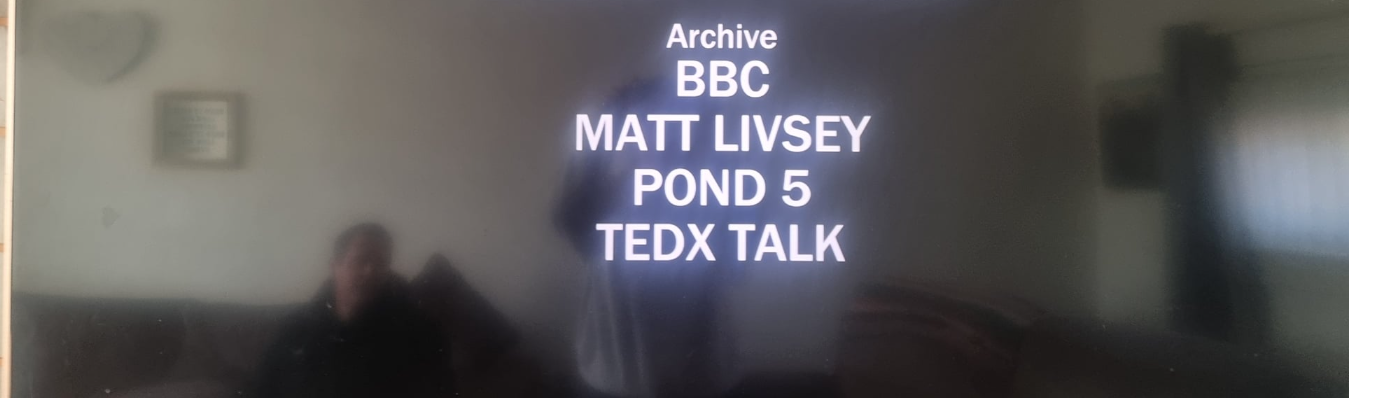 Archive
BBC
MATT LIVSEY
POND 5
TEDX TALK